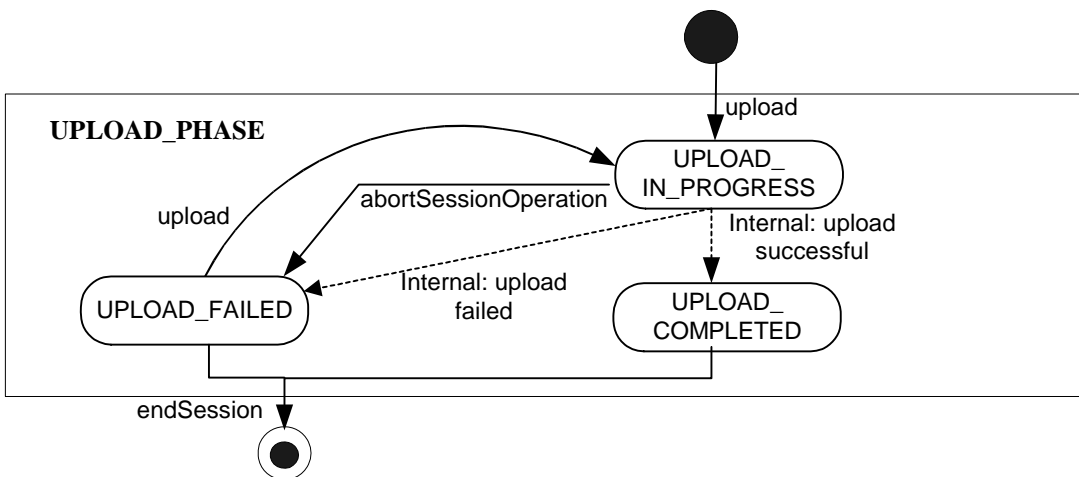 upload
UPLOAD_PHASE
UPLOAD_
IN_PROGRESS
abortSessionOperation
upload
Internal: upload
successful
Internal: upload
failed
UPLOAD_FAILED
UPLOAD_
COMPLETED
endSession